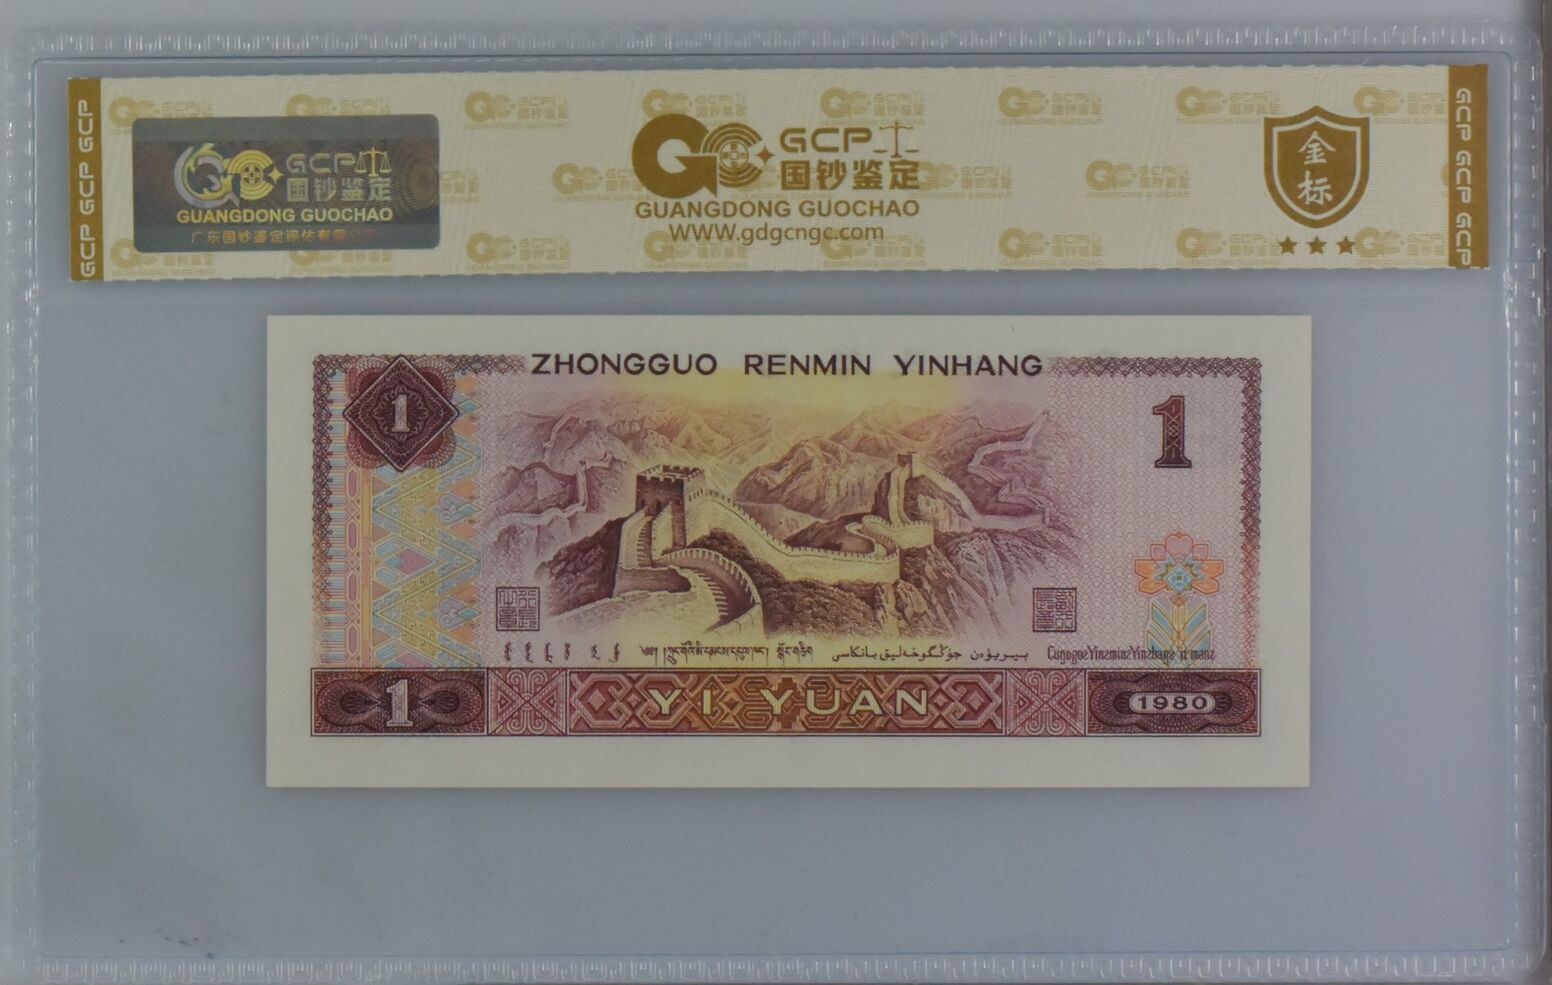 GCP GCP GCP
GCP 国钞鉴定
GUANGDONG GUOCHAO
广东国钞鉴定评估有限公司
GCP
国钞鉴定
GUANGDONG GUOCHAO
WWW.gdgcngc.com
金标
GCP GCP GCP
ZHONGGUO RENMIN YINHANG
1
1
YI YUAN
1
1980